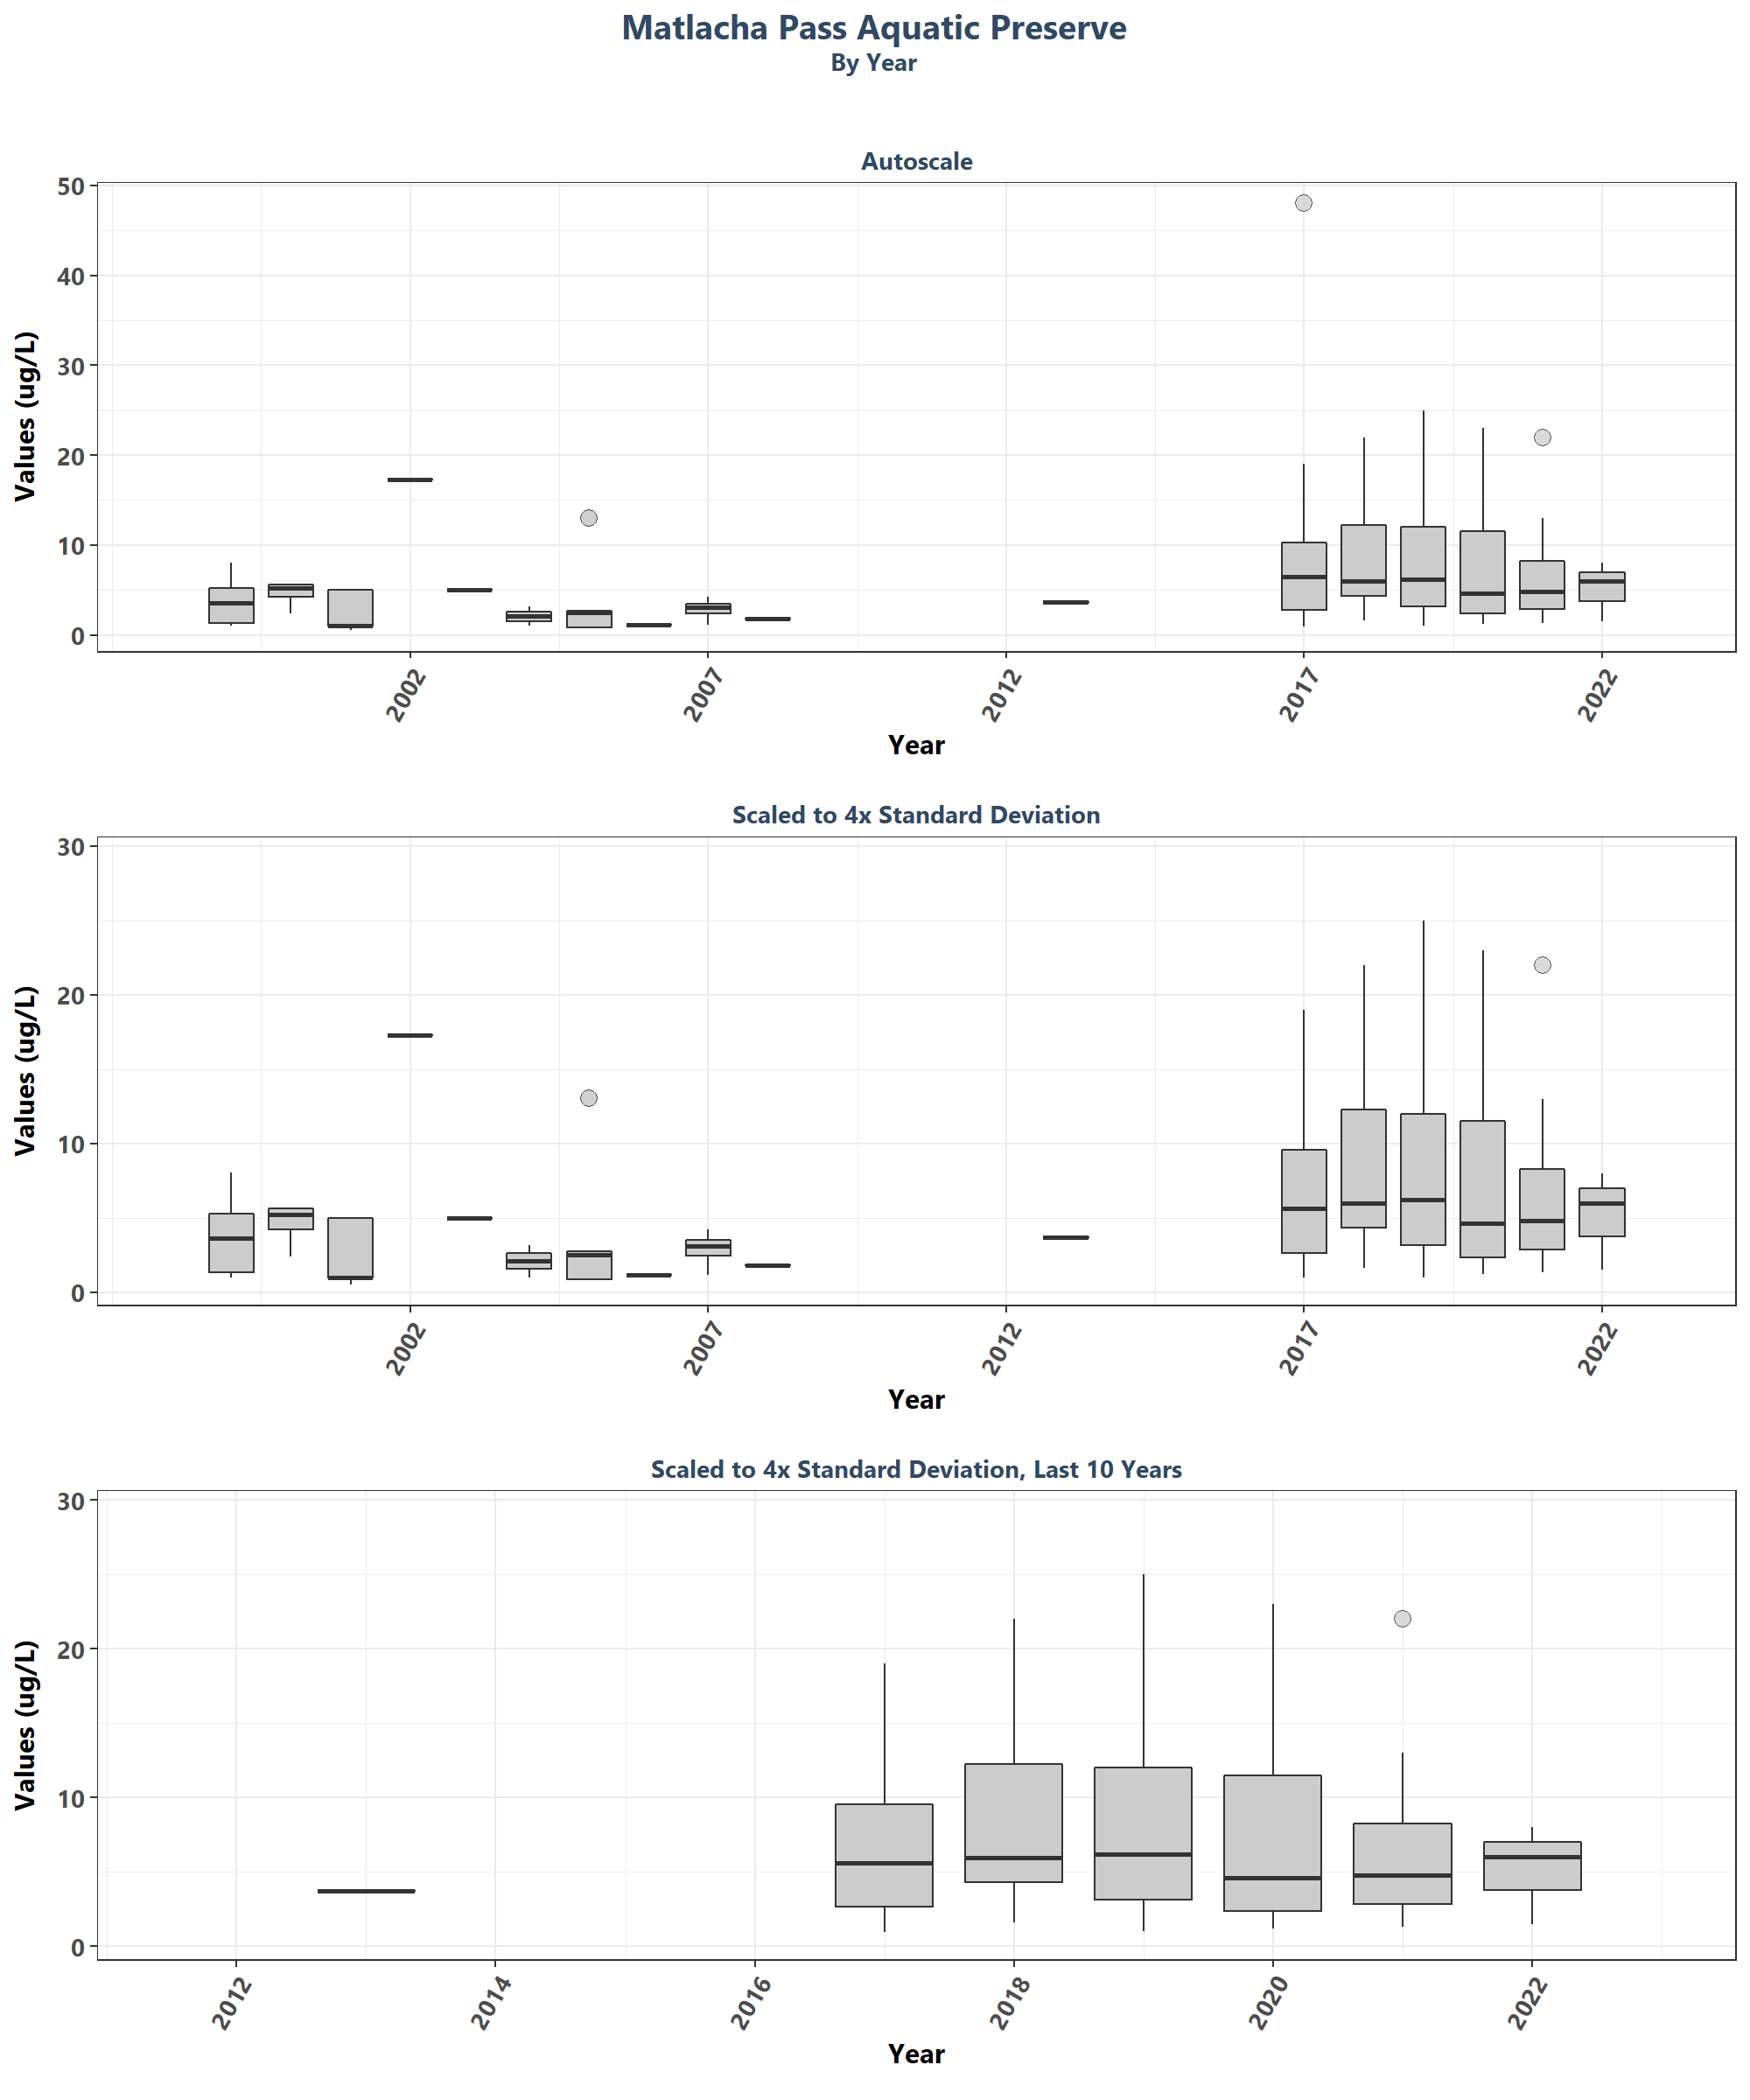 Matlacha Pass Aquatic Preserve
By Year
Autoscale
50
40
30
20
10
0
Values (ug/L)
2002 2007 2012 2017 2022
Year
Scaled to 4x Standard Deviation
30
20
10
0
Values (ug/L)
2002 2007 2012 2017 2022
Year
Scaled to 4x Standard Deviation, Last 10 Years
30
20
10
0
Values (ug/L)
2012 2014 2016 2018 2020 2022
Year